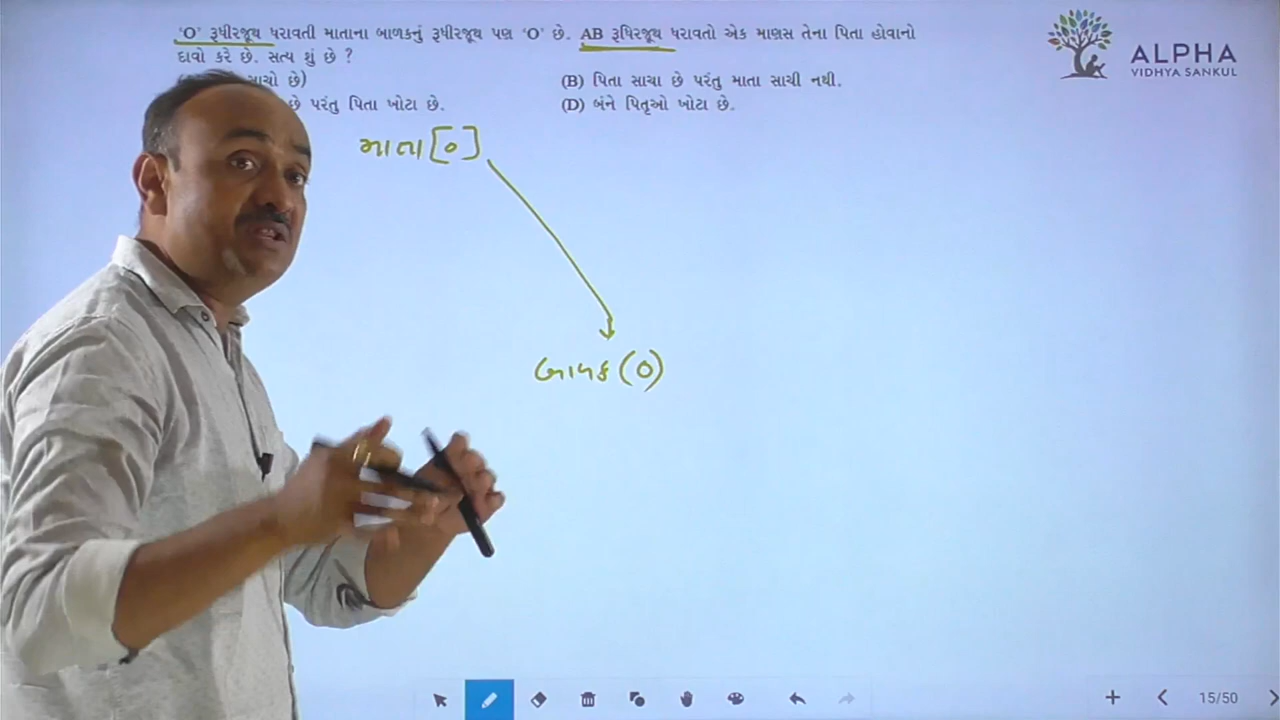 ‘O’ રૂધીરજૂથ ધરાવતી માતાના બાળકનું રૂધીરજૂથ પણ ‘O’ છે. AB રૂધિરજૂથ ધરાવતો એક માણસ તેના પિતા હોવાનો
દાવો કરે છે. સત્ય શું છે ?
સાચો છે)
(B) પિતા સાચા છે પરંતુ માતા સાચી નથી.
છે પરંતુ પિતા ખોટા છે.
(D) બંને પિતૃઓ ખોટા છે.
ALPHA
VIDHYA SANKUL
માતા [O]
બાળક (O)
15/50